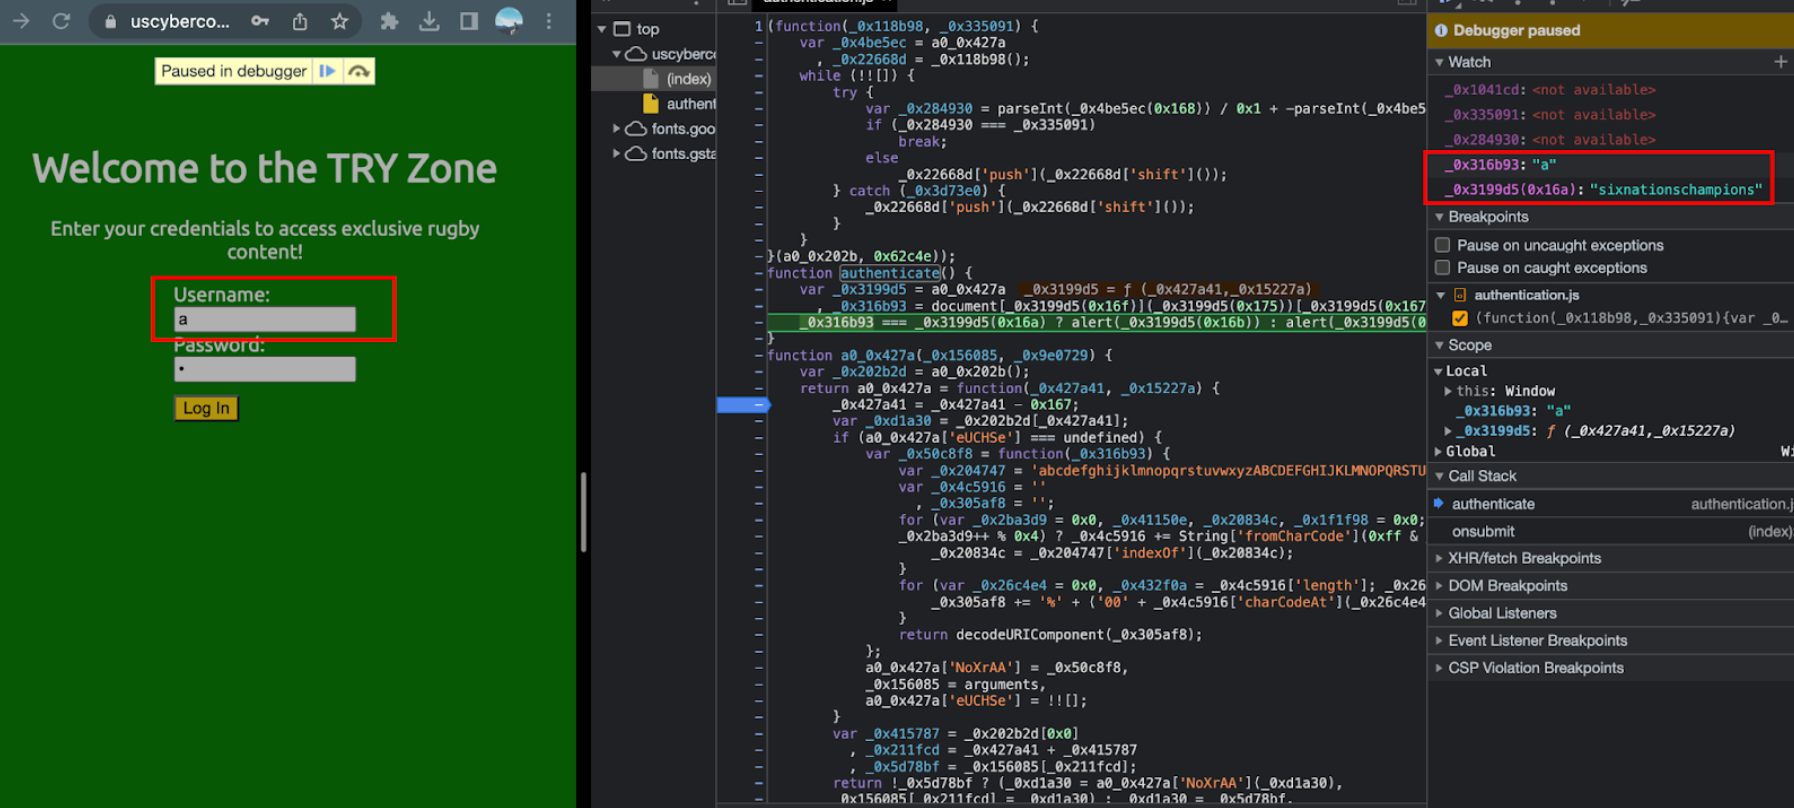 uscyberco...
Paused in debugger
Welcome to the TRY Zone
Enter your credentials to access exclusive rugby
content!
Username:
a
Password:
•
Log In
top
uscyberco
(index)
authent
fonts.goo
fonts.gsta
authentication.js
1 (function(_0x118b98, _0x335091) {
var _0x4be5ec = a0_0x427a
, _0x22668d = _0x118b98();
while (!![]) {
try {
var _0x284930 = parseInt(_0x4be5ec(0x168)) / 0x1 + -parseInt(_0x4be5
if (_0x284930 === _0x335091)
break;
else
_0x22668d['push'](_0x22668d['shift']());
} catch (_0x3d73e0) {
_0x22668d['push'](_0x22668d['shift']());
}
}
}(a0_0x202b, 0x62c4e));
function authenticate() {
var _0x3199d5 = a0_0x427a _0x3199d5 = ƒ (_0x427a41,_0x15227a)
, _0x316b93 = document[_0x3199d5(0x16f)](_0x3199d5(0x175))[_0x3199d5(0x167
_0x316b93 === _0x3199d5(0x16a) ? alert(_0x3199d5(0x16b)) : alert(_0x3199d5(0
}
function a0_0x427a(_0x156085, _0x9e0729) {
var _0x202b2d = a0_0x202b();
return a0_0x427a = function(_0x427a41, _0x15227a) {
_0x427a41 = _0x427a41 - 0x167;
var _0xd1a30 = _0x202b2d[_0x427a41];
if (a0_0x427a['eUCHSe'] === undefined) {
var _0x50c8f8 = function(_0x316b93) {
var _0x204747 = 'abcdefghijklmnopqrstuvwxyzABCDEFGHIJKLMNOPQRSTU
var _0x4c5916 = ''
, _0x305af8 = '';
for (var _0x2ba3d9 = 0x0, _0x41150e, _0x20834c, _0x1f1f98 = 0x0;
_0x2ba3d9++ % 0x4) ? _0x4c5916 += String['fromCharCode'](0xff &
_0x20834c = _0x204747['indexOf'](_0x20834c);
}
for (var _0x26c4e4 = 0x0, _0x432f0a = _0x4c5916['length']; _0x26
_0x305af8 += '%' + ('00' + _0x4c5916['charCodeAt'](_0x26c4e4
}
return decodeURIComponent(_0x305af8);
};
a0_0x427a['NoXrAA'] = _0x50c8f8,
_0x156085 = arguments,
a0_0x427a['eUCHSe'] = !![];
}
var _0x415787 = _0x202b2d[0x0]
, _0x211fcd = _0x427a41 + _0x415787
, _0x5d78bf = _0x156085[_0x211fcd];
return !_0x5d78bf ? (_0xd1a30 = a0_0x427a['NoXrAA'](_0xd1a30),
_0x156085[_0x211fcd] = _0xd1a30) : _0xd1a30 = _0x5d78bf,
Debugger paused
Watch
_0x1041cd: <not available>
_0x335091: <not available>
_0x284930: <not available>
_0x316b93: "a"
_0x3199d5(0x16a): "sixnationschampions"
Breakpoints
Pause on uncaught exceptions
Pause on caught exceptions
authentication.js
(function(_0x118b98,_0x335091){var _0…
Scope
Local
this: Window
_0x316b93: "a"
_0x3199d5: ƒ (_0x427a41,_0x15227a)
Global Wi
Call Stack
authenticate authentication.j
onsubmit (index):
XHR/fetch Breakpoints
DOM Breakpoints
Global Listeners
Event Listener Breakpoints
CSP Violation Breakpoints